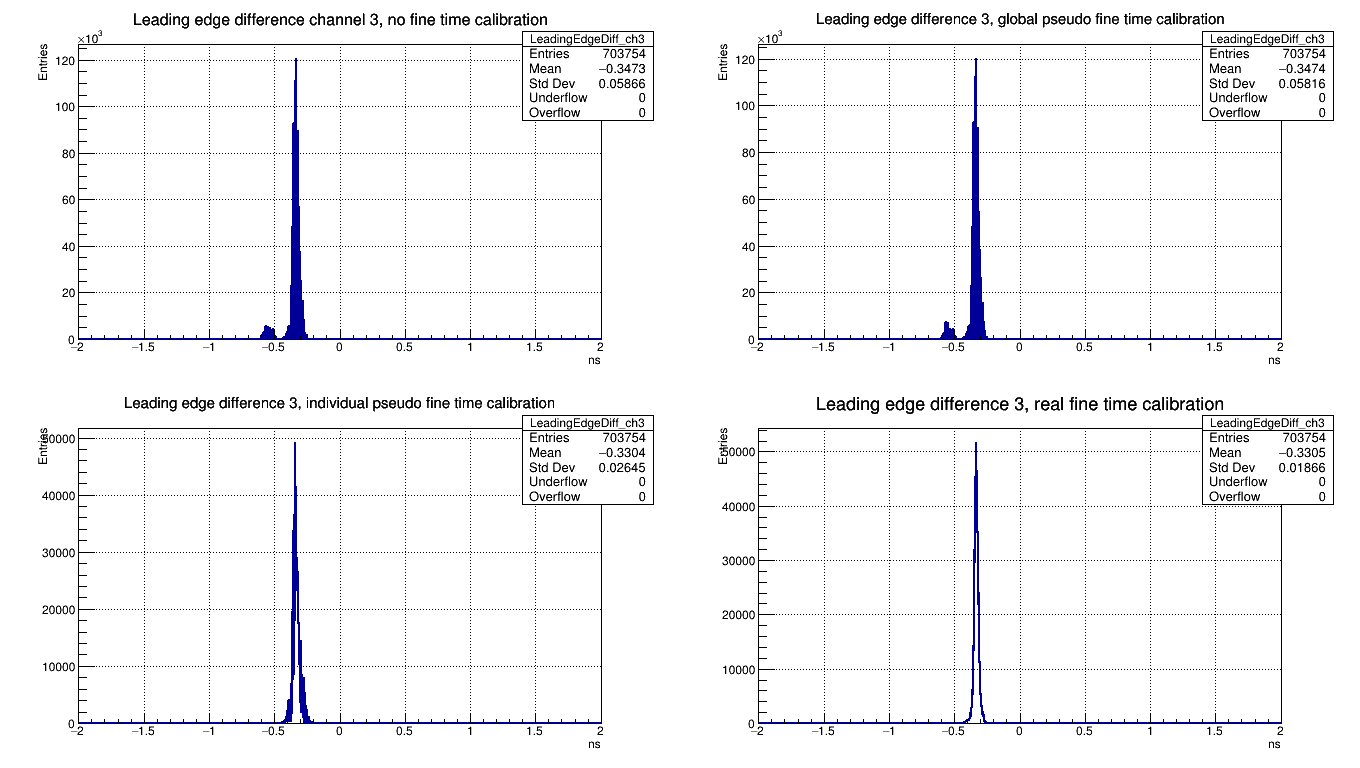 Leading edge difference channel 3, no fine time calibration
×10³
Entries
LeadingEdgeDiff_ch3
Entries 703754
Mean −0.3473
Std Dev 0.05866
Underflow 0
Overflow 0
120
100
80
60
40
20
0
−2 −1.5 −1 −0.5 0 0.5 1 1.5 2
ns
Leading edge difference 3, global pseudo fine time calibration
×10³
Entries
LeadingEdgeDiff_ch3
Entries 703754
Mean −0.3474
Std Dev 0.05816
Underflow 0
Overflow 0
120
100
80
60
40
20
0
−2 −1.5 −1 −0.5 0 0.5 1 1.5 2
ns
Leading edge difference 3, individual pseudo fine time calibration
Entries
LeadingEdgeDiff_ch3
Entries 703754
Mean −0.3304
Std Dev 0.02645
Underflow 0
Overflow 0
50000
40000
30000
20000
10000
0
−2 −1.5 −1 −0.5 0 0.5 1 1.5 2
ns
Leading edge difference 3, real fine time calibration
Entries
LeadingEdgeDiff_ch3
Entries 703754
Mean −0.3305
Std Dev 0.01866
Underflow 0
Overflow 0
50000
40000
30000
20000
10000
0
−2 −1.5 −1 −0.5 0 0.5 1 1.5 2
ns